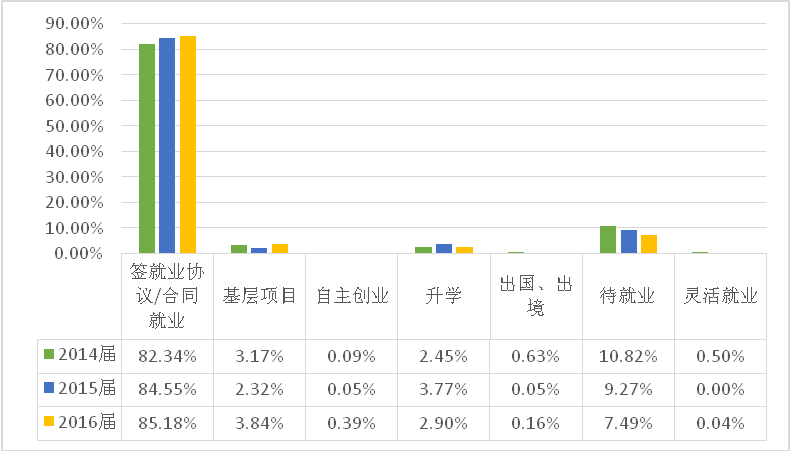 90.00%
80.00%
70.00%
60.00%
50.00%
40.00%
30.00%
20.00%
10.00%
0.00%
签就业协
议/合同
就业
基层项目
自主创业
升学
出国、出
境
待就业
灵活就业
2014届 82.34% 3.17% 0.09% 2.45% 0.63% 10.82% 0.50%
2015届 84.55% 2.32% 0.05% 3.77% 0.05% 9.27% 0.00%
2016届 85.18% 3.84% 0.39% 2.90% 0.16% 7.49% 0.04%